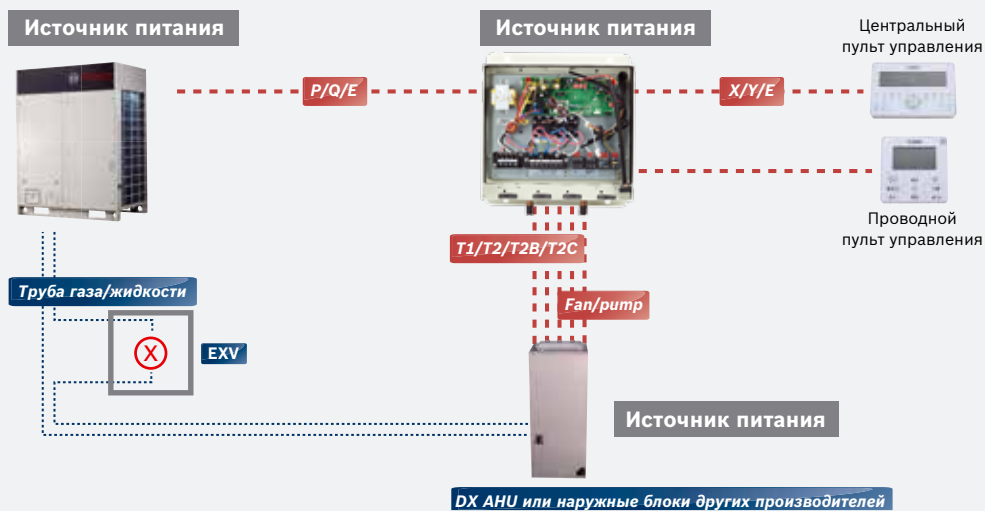 Источник питания
Источник питания
Центральный
пульт управления
P/Q/E
X/Y/E
Проводной
пульт управления
T1/T2/T2B/T2C
Труба газа/жидкости
Fan/pump
X
EXV
Источник питания
DX AHU или наружные блоки других производителей